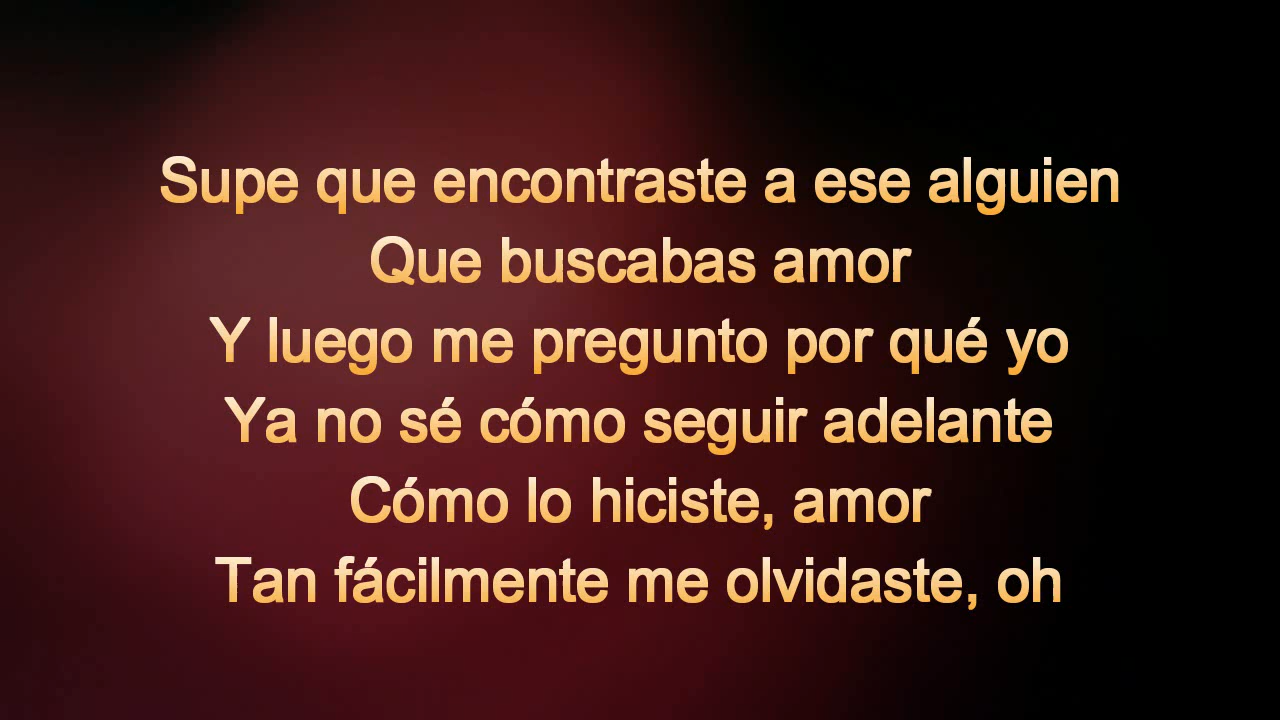 Supe que encontraste a ese alguien
Que buscabas amor
Y luego me pregunto por qué yo
Ya no sé cómo seguir adelante
Cómo lo hiciste, amor
Tan fácilmente me olvidaste, oh